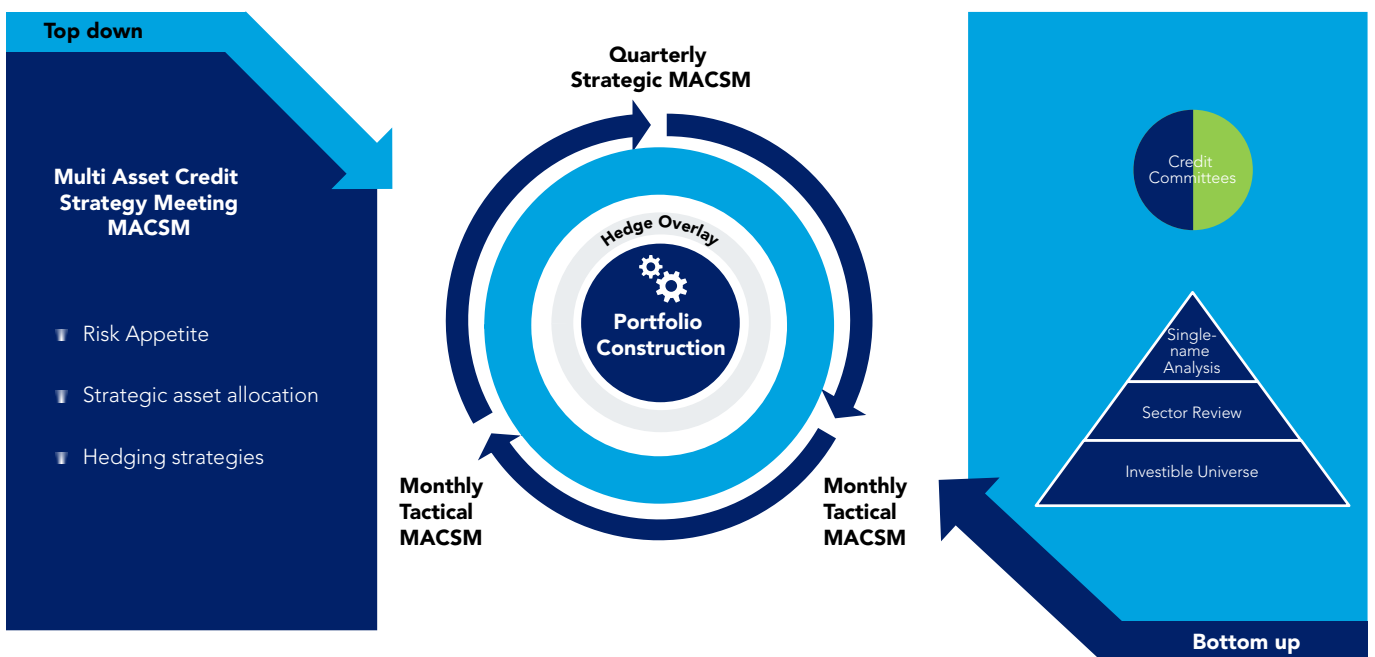 Top down
Multi Asset Credit
Strategy Meeting
MACSM
Risk Appetite
Strategic asset allocation
Hedging strategies
Quarterly
Strategic MACSM
Hedge Overlay
Portfolio
Construction
Monthly
Tactical
MACSM
Monthly
Tactical
MACSM
Credit
Committees
Single-
name
Analysis
Sector Review
Investible Universe
Bottom up